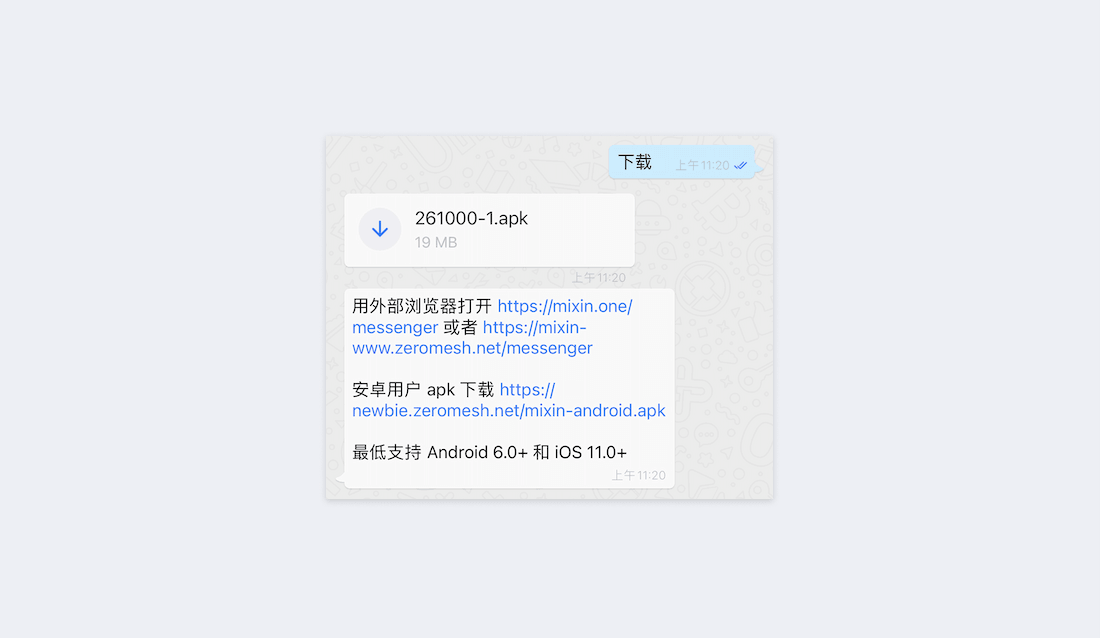 下载 上午 11:20
261000-1.apk
19 MB
上午 11:20
用外部浏览器打开 https://mixin.one/
messenger 或者 https://mixin-
www.zeromesh.net/messenger
安卓用户 apk 下载 https://
newbie.zeromesh.net/mixin-android.apk
最低支持 Android 6.0+ 和 iOS 11.0+
上午 11:20